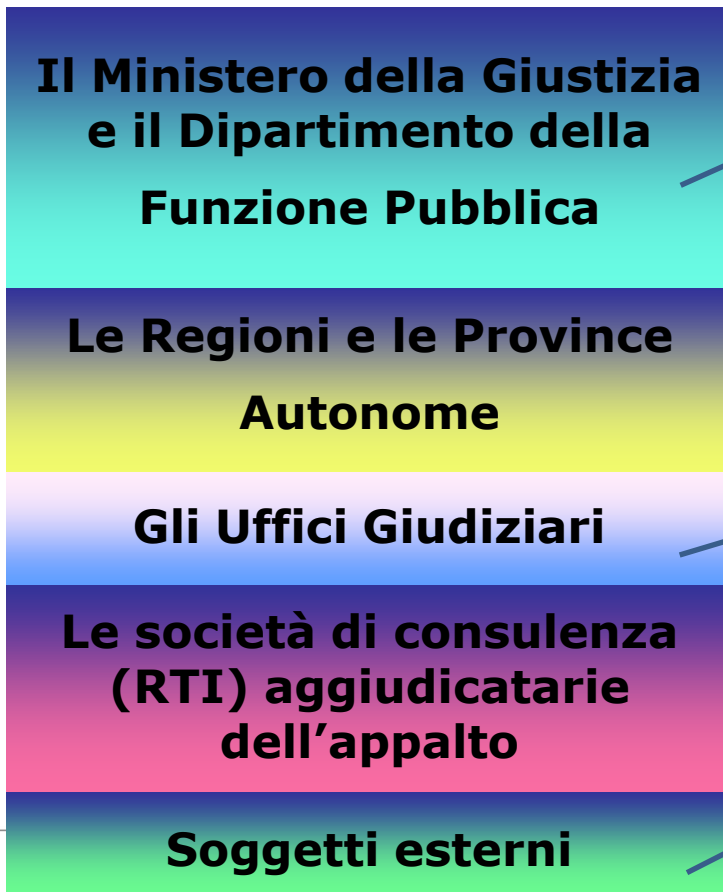 Il Ministero della Giustizia
e il Dipartimento della
Funzione Pubblica
Le Regioni e le Province
Autonome
Gli Uffici Giudiziari
Le società di consulenza
(RTI) aggiudicatarie
dell’appalto
Soggetti esterni